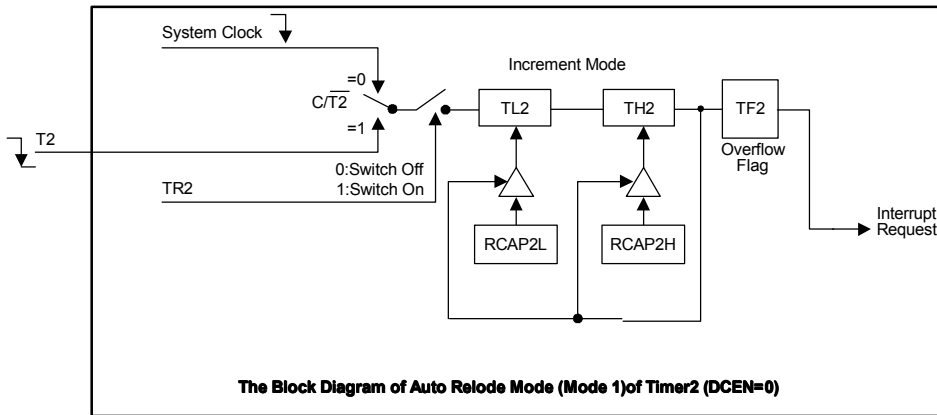 System Clock
Increment Mode
=0
C/T2
=1
TL2
TH2
TF2
Overflow
Flag
T2
0:Switch Off
1:Switch On
TR2
RCAP2L
RCAP2H
Interrupt
Request
The Block Diagram of Auto Relode Mode (Mode 1)of Timer2 (DCEN=0)